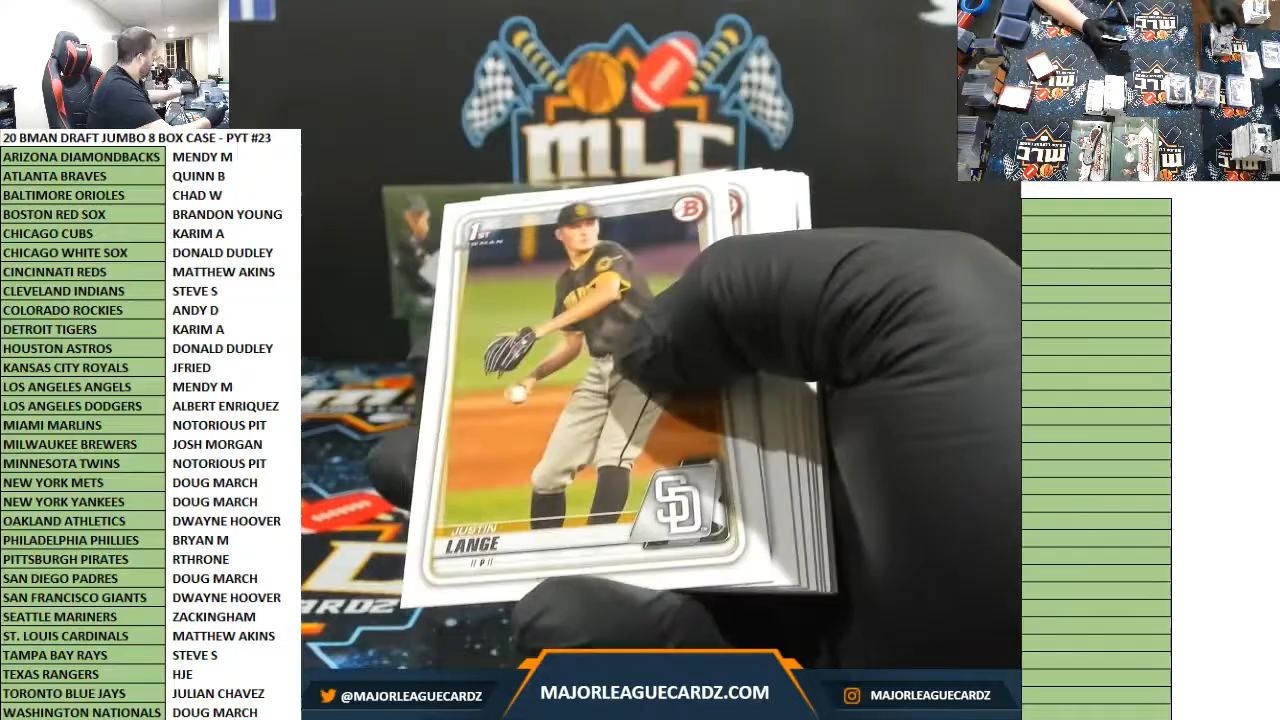 20 BMAN DRAFT JUMBO 8 BOX CASE - PYT #23
ARIZONA DIAMONDBACKS MENDY M
ATLANTA BRAVES QUINN B
BALTIMORE ORIOLES CHAD W
BOSTON RED SOX BRANDON YOUNG
CHICAGO CUBS KARIM A
CHICAGO WHITE SOX DONALD DUDLEY
CINCINNATI REDS MATTHEW AKINS
CLEVELAND INDIANS STEVE S
COLORADO ROCKIES ANDY D
DETROIT TIGERS KARIM A
HOUSTON ASTROS DONALD DUDLEY
KANSAS CITY ROYALS JFRIED
LOS ANGELES ANGELS MENDY M
LOS ANGELES DODGERS ALBERT ENRIQUEZ
MIAMI MARLINS NOTORIOUS PIT
MILWAUKEE BREWERS JOSH MORGAN
MINNESOTA TWINS NOTORIOUS PIT
NEW YORK METS DOUG MARCH
NEW YORK YANKEES DOUG MARCH
OAKLAND ATHLETICS DWAYNE HOOVER
PHILADELPHIA PHILLIES BRYAN M
PITTSBURGH PIRATES RTHRONE
SAN DIEGO PADRES DOUG MARCH
SAN FRANCISCO GIANTS DWAYNE HOOVER
SEATTLE MARINERS ZACKINGHAM
ST. LOUIS CARDINALS MATTHEW AKINS
TAMPA BAY RAYS STEVE S
TEXAS RANGERS HJE
TORONTO BLUE JAYS JULIAN CHAVEZ
WASHINGTON NATIONALS DOUG MARCH
MLC
1ST
B
SD
JUSTIN
LANGE
P
@MAJORLEAGUECARDZ
MAJORLEAGUECARDZ.COM
MAJORLEAGUECARDZ